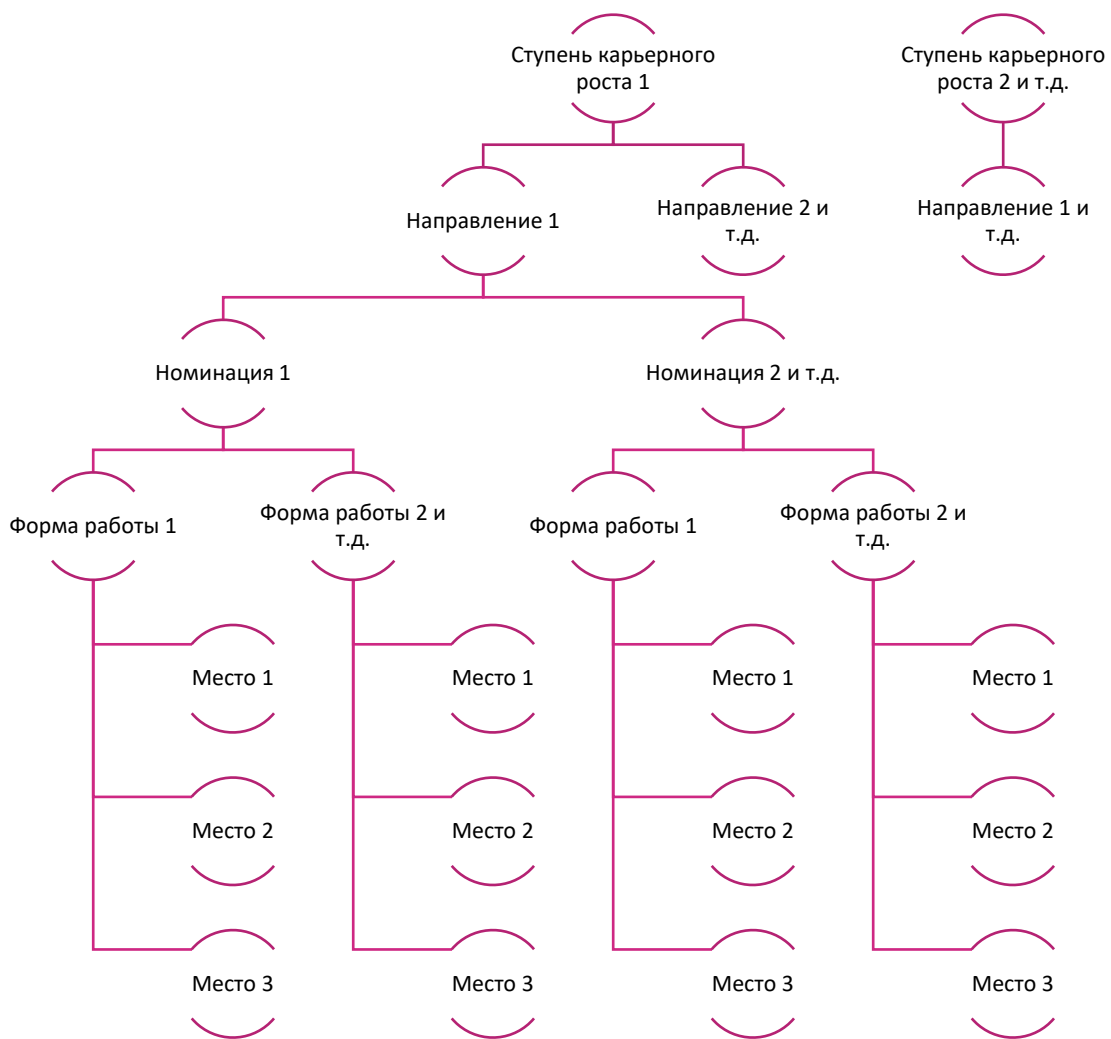 Ступень карьерного
роста 1
Ступень карьерного
роста 2 и т.д.
Направление 1
Направление 2 и
т.д.
Направление 1 и
т.д.
Номинация 1
Номинация 2 и т.д.
Форма работы 1
Форма работы 2 и
т.д.
Форма работы 1
Форма работы 2 и
т.д.
Место 1
Место 1
Место 1
Место 1
Место 2
Место 2
Место 2
Место 2
Место 3
Место 3
Место 3
Место 3